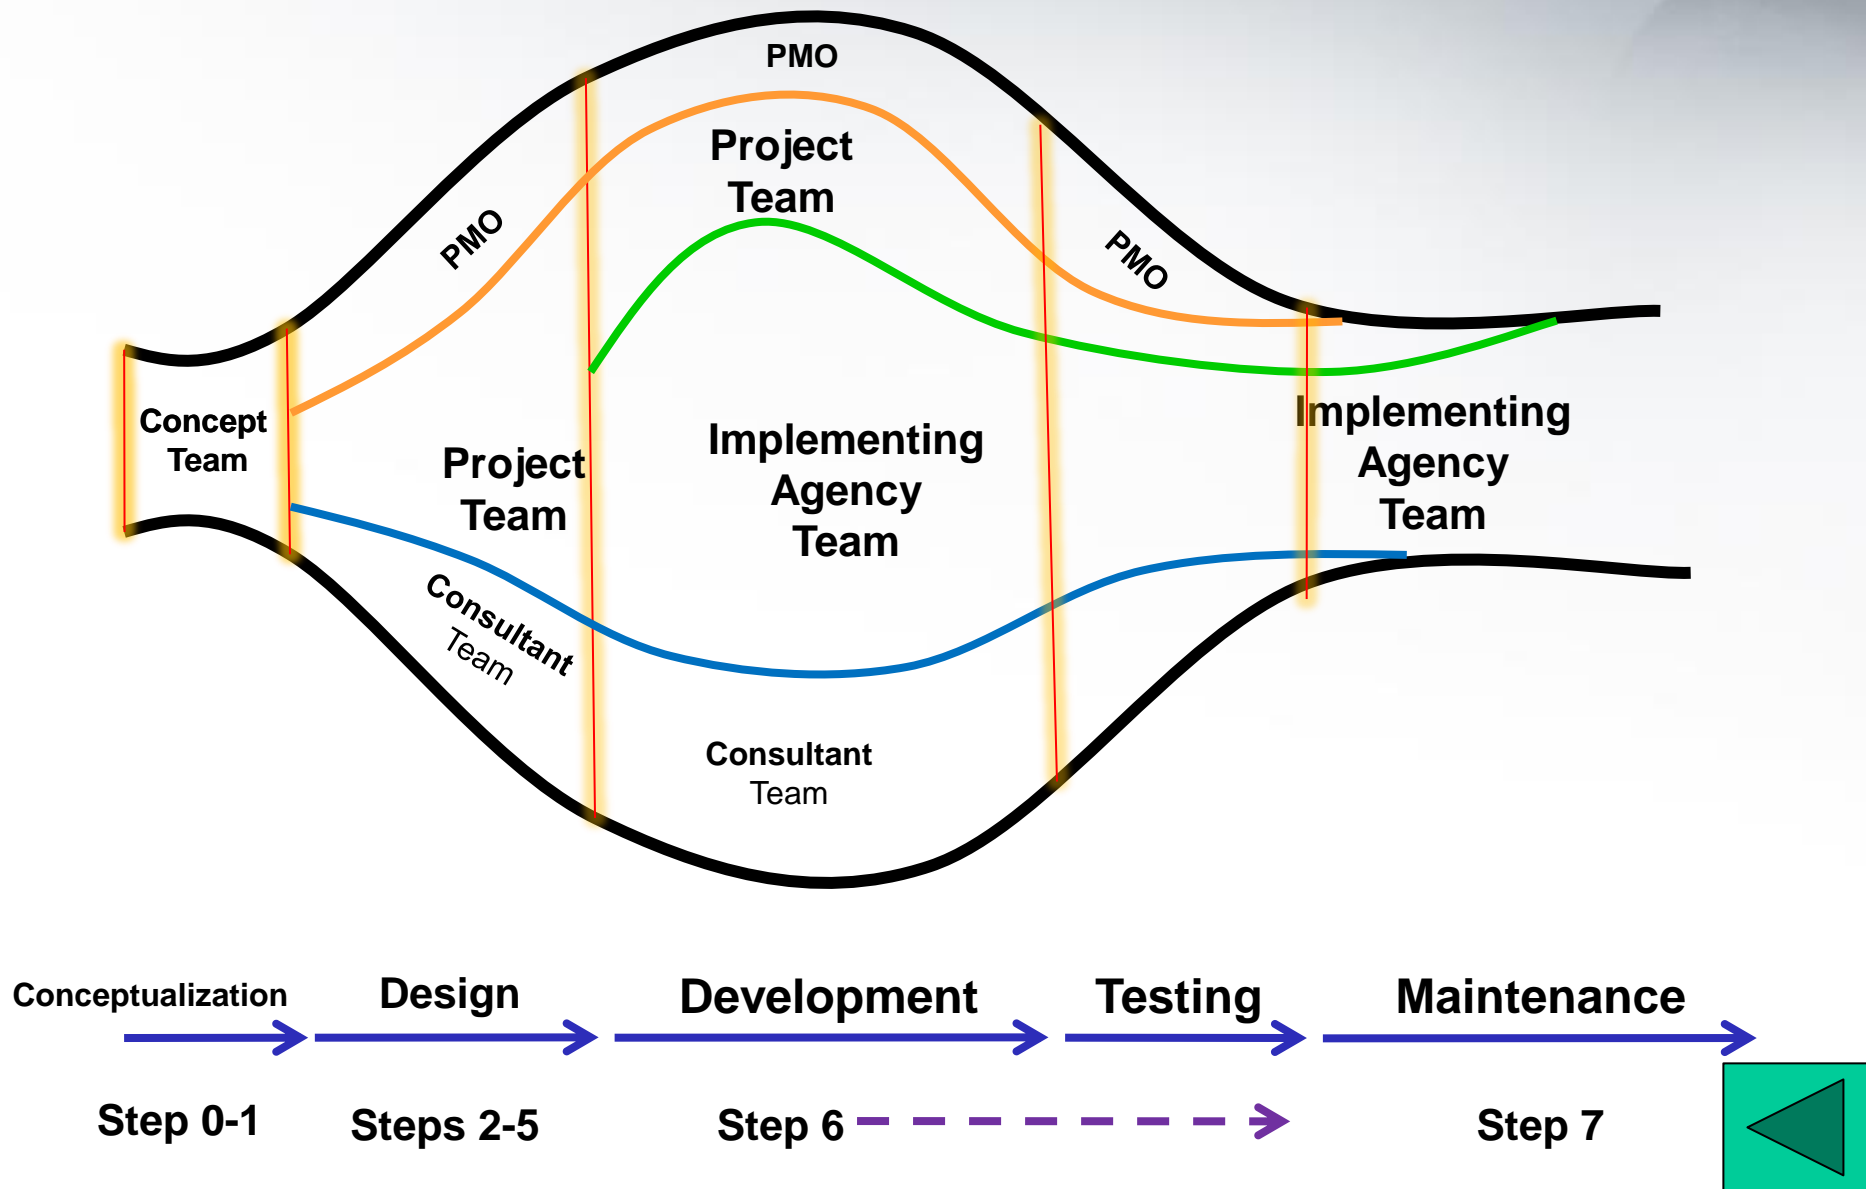 PMO
Project
Team
PMO
PMO
Concept
Team
Project
Team
Implementing
Agency
Team
Implementing
Agency
Team
Consultant
Team
Consultant
Team
Conceptualization
Design
Development
Testing
Maintenance
Step 0-1
Steps 2-5
Step 6
Step 7